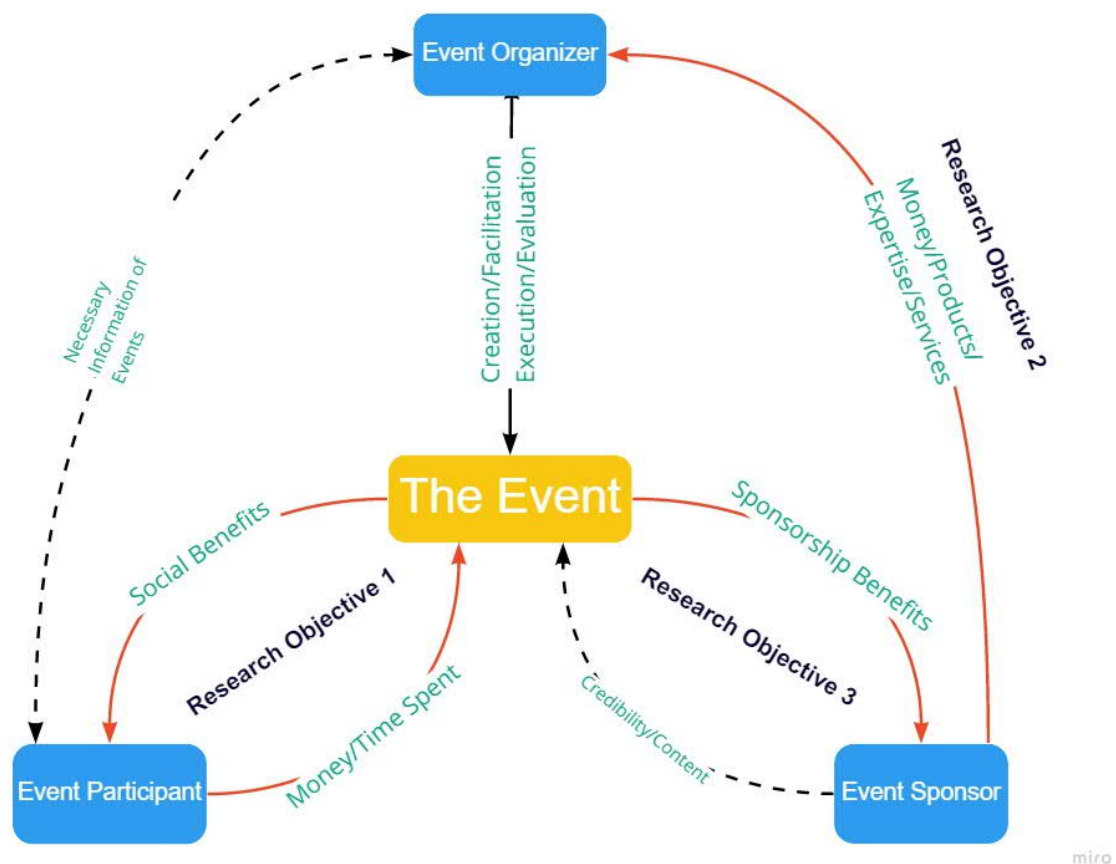 Event Organizer
Creation/Facilitation
Execution/Evaluation
Money/Products/
Expertise/Services
Research Objective 2
Necessary
Information of
Events
The Event
Social Benefits
Research Objective 1
Money/Time Spent
Sponsorship Benefits
Research Objective 3
Credibility/Content
Event Participant
Event Sponsor
miro